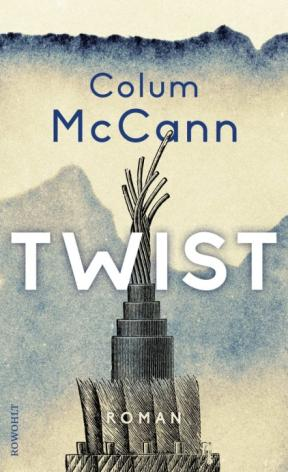 Colum
McCann
TWIST
ROMAN
ROWOHLT